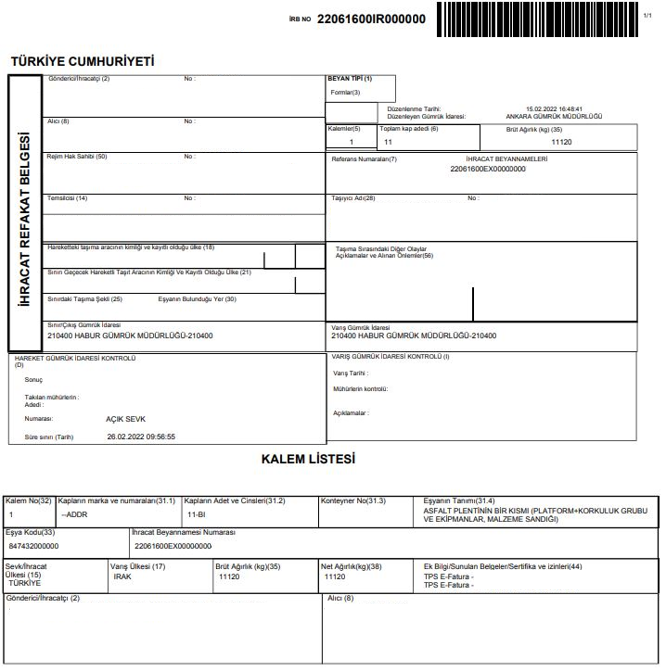 İRB NO 22061600IR000000
1/1
TÜRKİYE CUMHURİYETİ
İHRACAT REFAKAT BELGESİ
Gönderici/İhracatçi (2) No :
BEYAN TİPİ (1)
Formlar(3)
Düzenlenme Tarihi: 15.02.2022 16:48:41
Düzenleyen Gümrük İdaresi: ANKARA GÜMRÜK MÜDÜRLÜĞÜ
Alıcı (8) No :
Kalemler(5) Toplam kap adedi (6) Brüt Ağırlık (kg) (35)
1 11 11120
Rejim Hak Sahibi (50) No :
Referans Numaraları(7) İHRACAT BEYANNAMELERİ
22061600EX00000000
Temsilcisi (14) No :
Taşıyıcı Adı(28) No :
Hareketteki taşıma aracının kimliği ve kayıtlı olduğu ülke (18)
Taşıma Sırasındaki Diğer Olaylar
Açıklamalar ve Alınan Önlemler(56)
Sınırı Geçecek Hareketli Taşıt Aracının Kimliği Ve Kayıtlı Olduğu Ülke (21)
Sınırdaki Taşıma Şekli (25) Eşyanın Bulunduğu Yer (30)
Sınır/Çıkış Gümrük İdaresi
210400 HABUR GÜMRÜK MÜDÜRLÜĞÜ-210400
Varış Gümrük İdaresi
210400 HABUR GÜMRÜK MÜDÜRLÜĞÜ-210400
HAREKET GÜMRÜK İDARESİ KONTROLÜ
(D)
Sonuç
Takılan mühürlerin :
Adedi :
Numarası: AÇIK SEVK
Süre sınırı (Tarih) 26.02.2022 09:56:55
VARIŞ GÜMRÜK İDARESİ KONTROLÜ (I)
Varış Tarihi :
Mühürlerin kontrolü:
Açıklamalar :
KALEM LİSTESİ
Kalem No(32) Kapların marka ve numaraları(31.1) Kapların Adet ve Cinsleri(31.2) Konteyner No(31.3) Eşyanın Tanımı(31.4)
1 --ADDR 11-BI ASFALT PLENTİNİN BİR KISMI (PLATFORM+KORKULUK GRUBU
VE EKİPMANLAR, MALZEME SANDIĞI)
Eşya Kodu(33) İhracat Beyannamesi Numarası
847432000000 22061600EX00000000
Sevk/İhracat
Ülkesi (15)
TÜRKİYE
Varış Ülkesi (17)
IRAK
Brüt Ağırlık(kg)(35)
11120
Net Ağırlık(kg)(38)
11120
Ek Bilgi/Sunulan Belgeler/Sertifika ve izinleri(44)
TPS E-Fatura -
TPS E-Fatura -
Gönderici/İhracatçı (2) Alıcı (8)